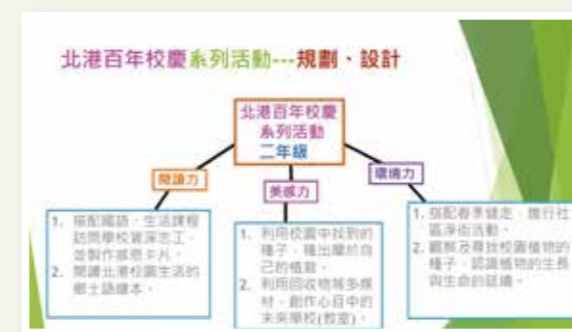 北港百年校慶系列活動---規劃、設計
北港百年校慶
系列活動
二年級
閱讀力
美感力
環境力
1. 搭配國語、生活課程
訪問學校資深志工,
並製作感恩卡片。
2. 閱讀北港校園生活的
鄉土語繪本。
1. 利用校園中找到的
種子,種出屬於自
己的植栽。
2. 利用回收物等多媒
材,創作心目中的
未來學校(教室)。
1. 搭配春季健走,進行社
區淨街活動。
2. 觀察及尋找校園植物的
種子,認識植物的生長
與生命的延續。